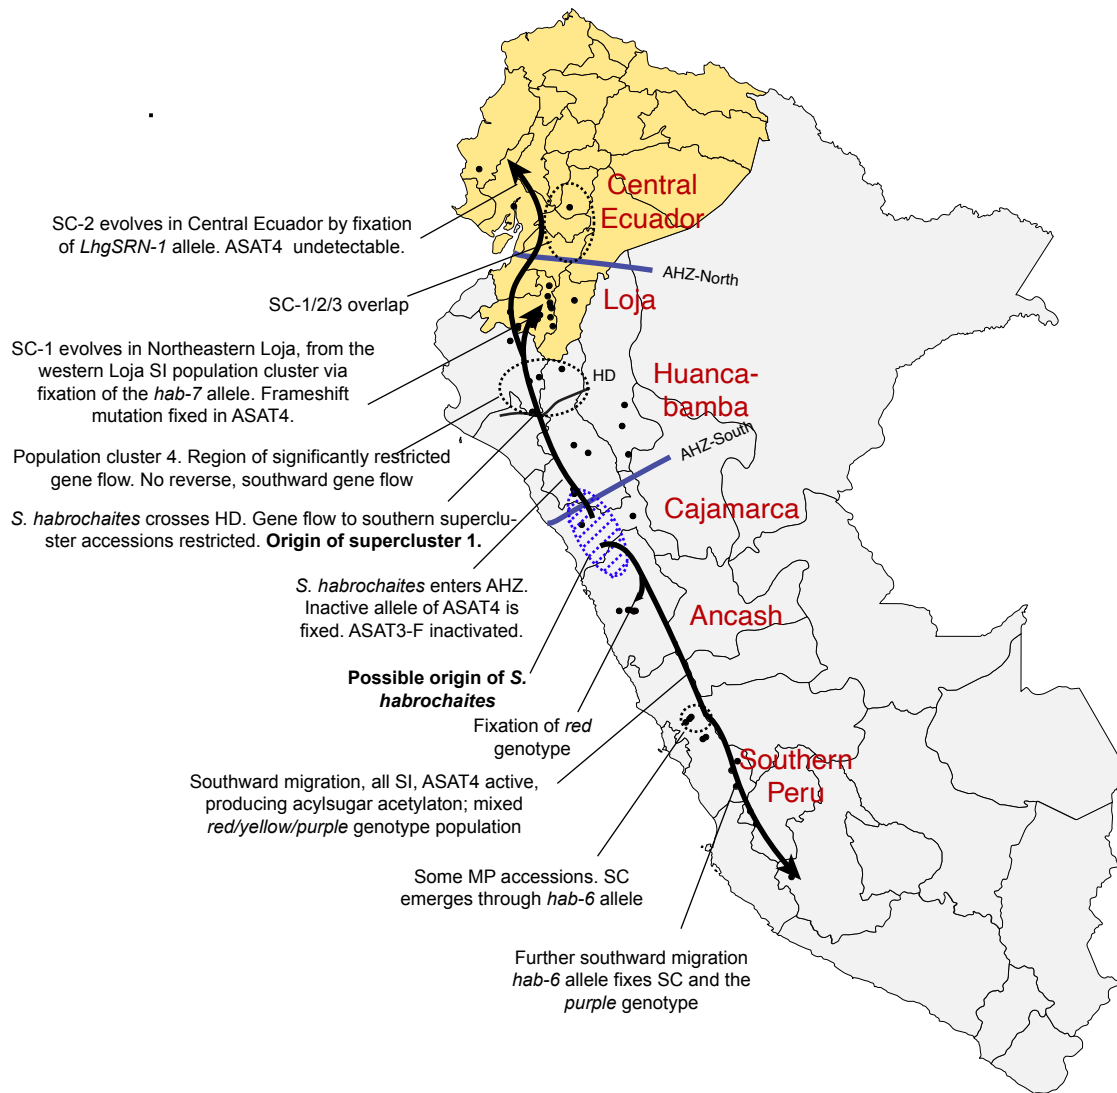 Central
Ecuador
SC-2 evolves in Central Ecuador by fixation
of LhgSRN-1 allele. ASAT4  undetectable.
AHZ-North
SC-1/2/3 overlap
Loja
SC-1 evolves in Northeastern Loja, from the
western Loja SI population cluster via
fixation of the hab-7 allele. Frameshift
mutation fixed in ASAT4.
HD
Huanca-
bamba
AHZ-South
Population cluster 4. Region of significantly restricted
gene flow. No reverse, southward gene flow
Cajamarca
S. habrochaites crosses HD. Gene flow to southern superclu-
ster accessions restricted. Origin of supercluster 1.
S. habrochaites enters AHZ.
Inactive allele of ASAT4 is
fixed. ASAT3-F inactivated.
Ancash
Possible origin of S.
habrochaites
Fixation of red
genotype
Southern
Peru
Southward migration, all SI, ASAT4 active,
producing acylsugar acetylaton; mixed
red/yellow/purple genotype population
Some MP accessions. SC
emerges through hab-6 allele
Further southward migration
hab-6 allele fixes SC and the
purple genotype